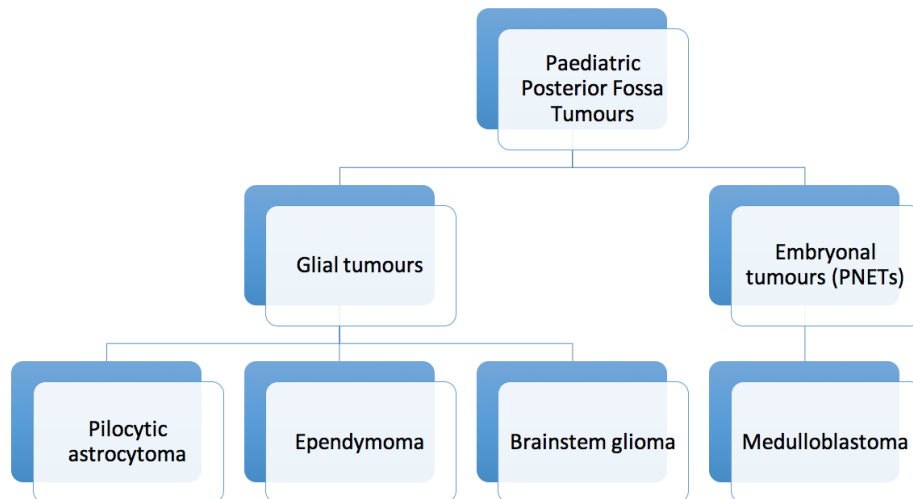 Paediatric
Posterior Fossa
Tumours
Glial tumours
Embryonal
tumours (PNETs)
Pilocytic
astrocytoma
Ependymoma
Brainstem glioma
Medulloblastoma